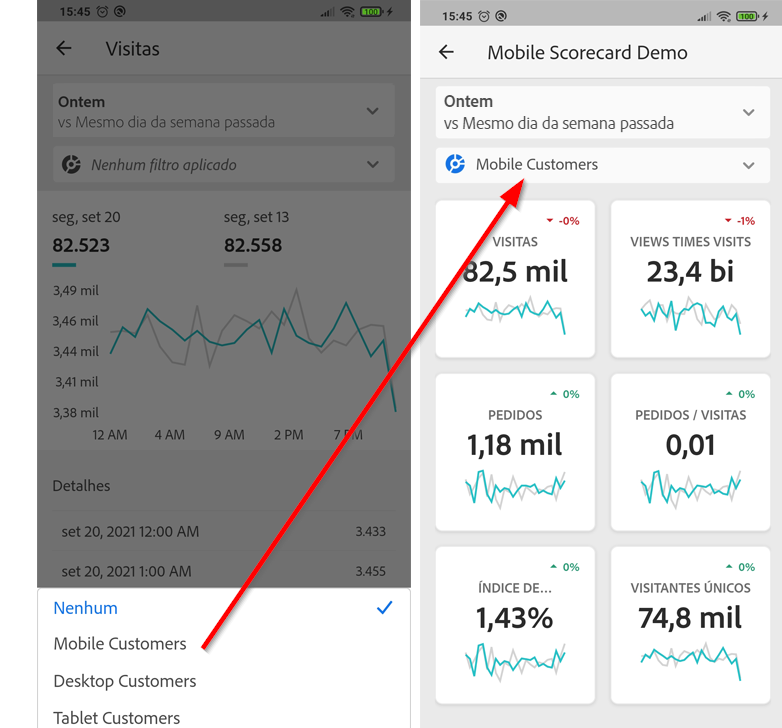 15:45
100
Visitas
Ontem
vs Mesmo dia da semana passada
Nenhum filtro aplicado
seg, set 20
seg, set 13
82.523
82.558
3,49 mil
3,46 mil
3,44 mil
3,41 mil
3,38 mil
12 AM
4 AM
9 AM
2 PM
7 PM
Detalhes
set 20, 2021 12:00 AM
3.433
set 20, 2021 1:00 AM
3.455
Nenhum
Mobile Customers
Desktop Customers
Tablet Customers
15:45
100
Mobile Scorecard Demo
Ontem
vs Mesmo dia da semana passada
Mobile Customers
-0%
VISITAS
82,5 mil
-1%
VIEWS TIMES VISITS
23,4 bi
0%
PEDIDOS
1,18 mil
0%
PEDIDOS / VISITAS
0,01
0%
ÍNDICE DE...
1,43%
0%
VISITANTES ÚNICOS
74,8 mil